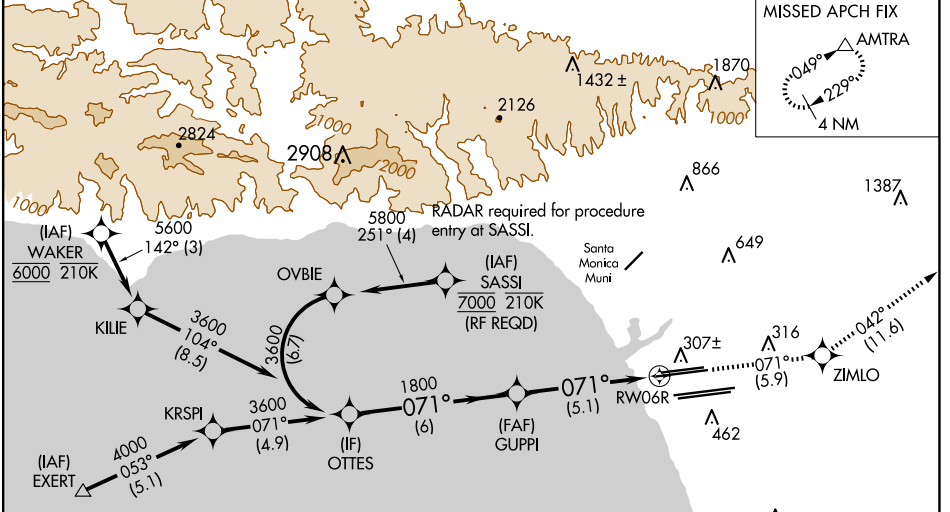 MISSED APCH FIX
AMTRA
049°
229°
4 NM
1432 ±
1870
1000
2126
1000
2824
2908
2000
1000
866
1387
649
(IAF)
WAKER
6000 210K
5600
142° (3)
KILIE
3600
104°
(8.5)
OVBIE
5800
251° (4)
RADAR required for procedure
entry at SASSI.
(IAF)
SASSI
7000 210K
(RF REQD)
3600
(6.7)
Santa
Monica
Muni
307±
316
071°
(5.9)
042°
(11.6)
ZIMLO
RW06R
462
KRSPI
3600
071°
(4.9)
1800
071°
(6)
071°
(5.1)
(IF)
OTTES
(FAF)
GUPPI
(IAF)
EXERT
4000
053°
(5.1)